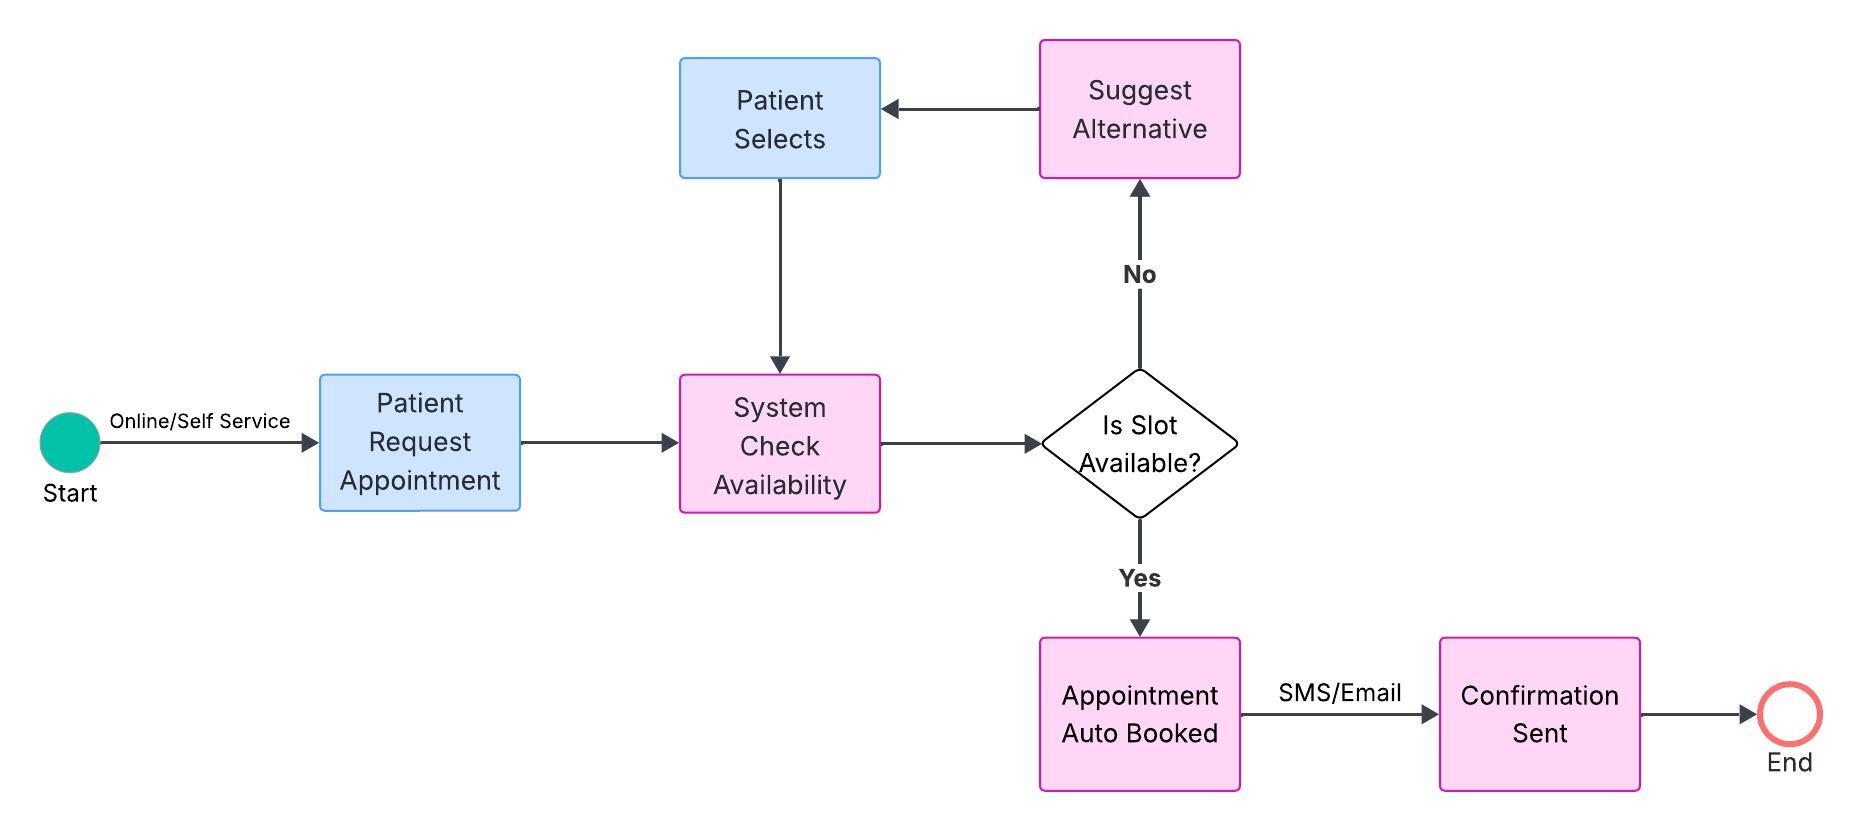 Patient
Selects
Suggest
Alternative
No
Online/Self Service
Start
Patient
Request
Appointment
System
Check
Availability
Is Slot
Available?
Yes
Appointment
Auto Booked
SMS/Email
Confirmation
Sent
End